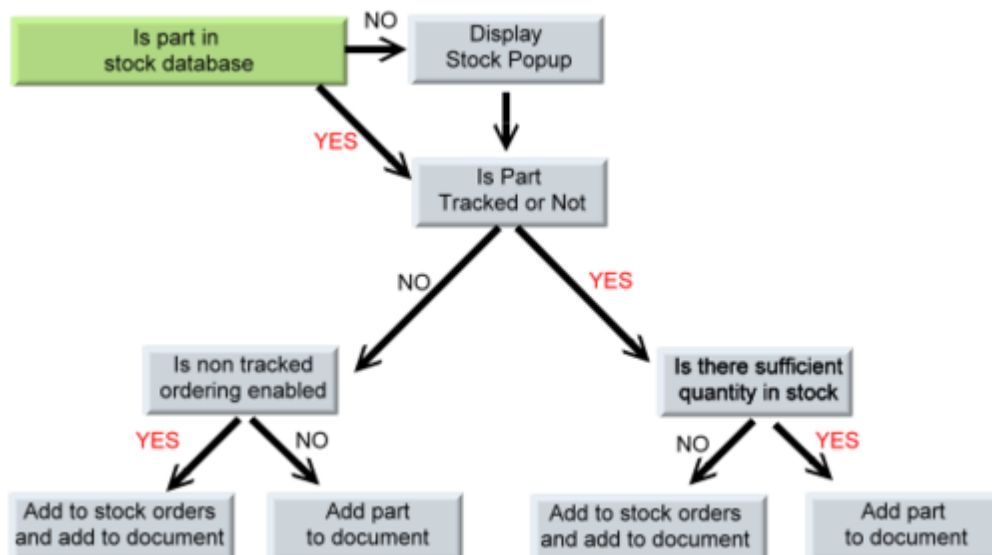 Is part in
stock database
NO
Display
Stock Popup
YES
Is Part
Tracked or Not
NO
YES
Is non tracked
ordering enabled
Is there sufficient
quantity in stock
YES
NO
NO
YES
Add to stock orders
and add to document
Add part
to document
Add to stock orders
and add to document
Add part
to document